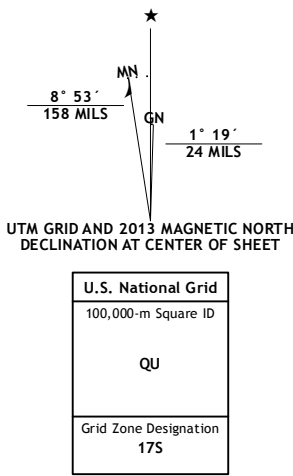 ★
MN
8° 53´
158 MILS
GN
1° 19´
24 MILS
UTM GRID AND 2013 MAGNETIC NORTH
DECLINATION AT CENTER OF SHEET
U.S. National Grid
100,000-m Square ID
QU
Grid Zone Designation
17S